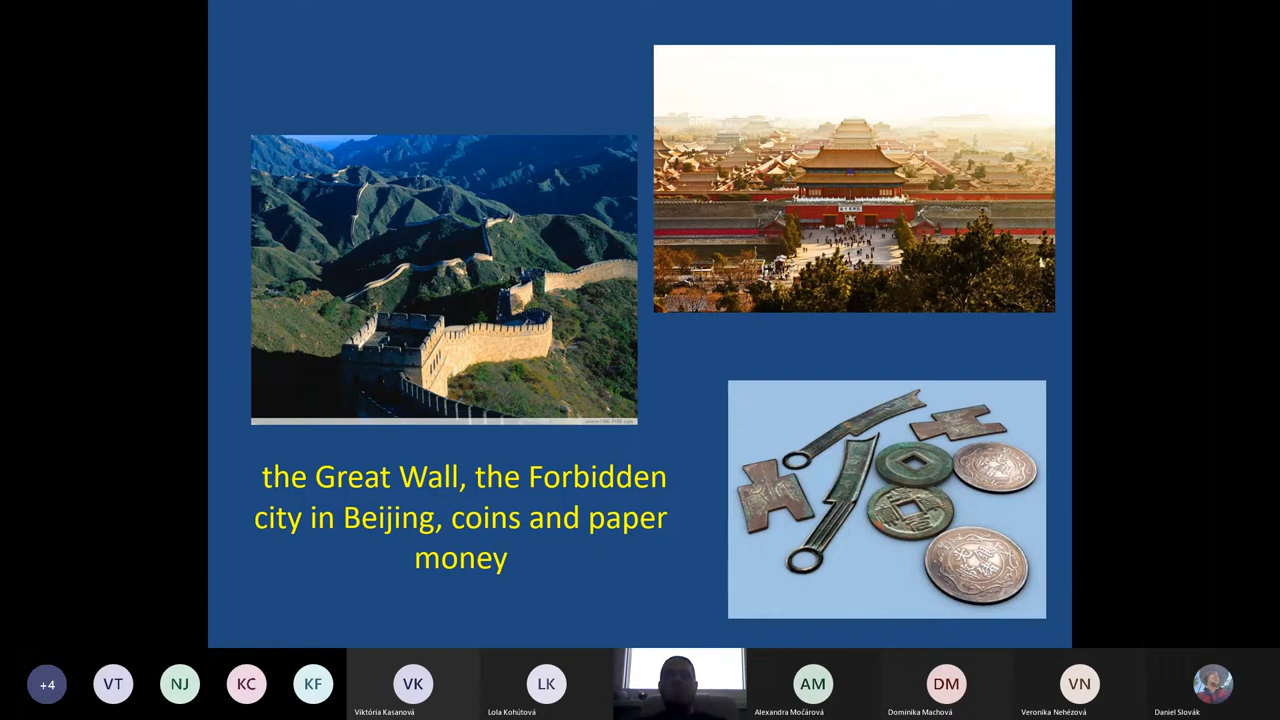 the Great Wall, the Forbidden
city in Beijing, coins and paper
money
+4
VT
NJ
KC
KF
VK
Viktória Kasanová
LK
Lola Kohútová
AM
Alexandra Močárová
DM
Dominika Machová
VN
Veronika Nehézová
Daniel Slovák